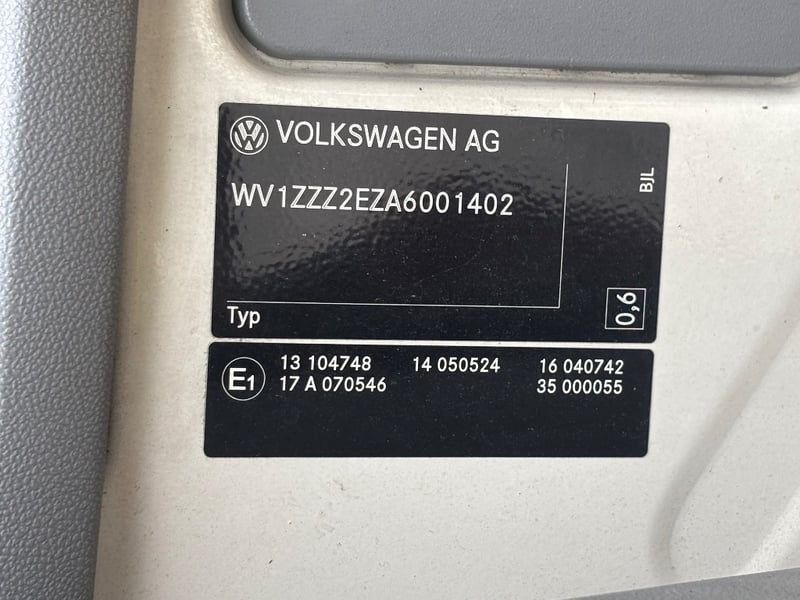 VOLKSWAGEN AG
WV1ZZZ2EZA6001402
BJL
Typ
0,6
E1
13 104748 14 050524 16 040742
17 A 070546 35 000055